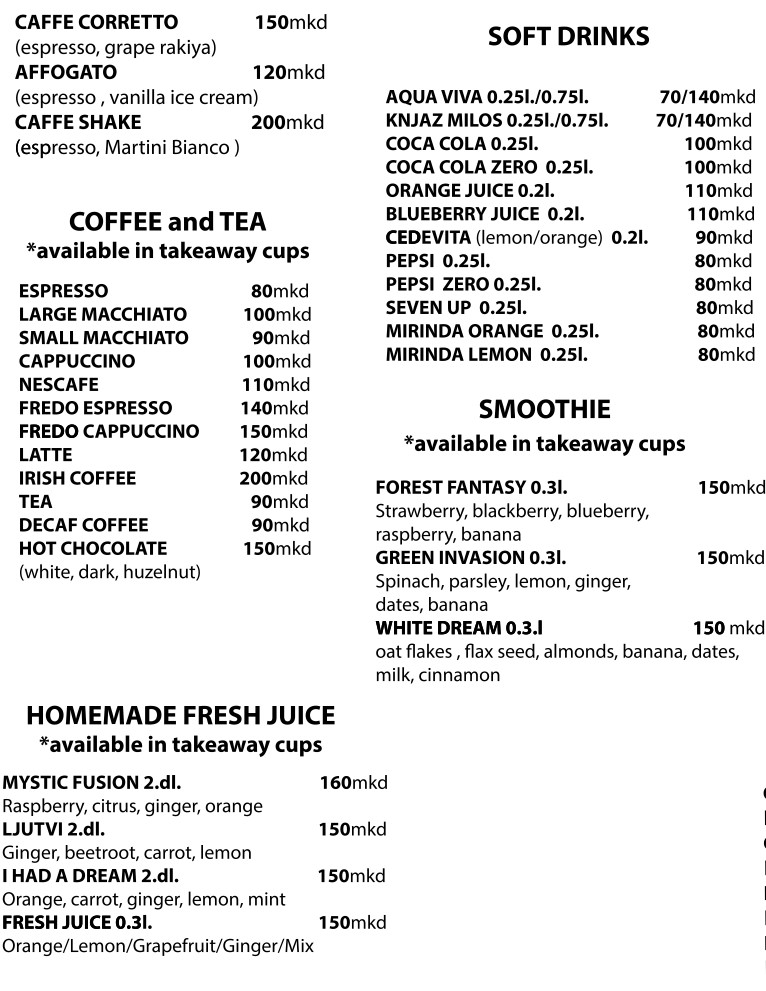 CAFFE CORRETTO 150mkd
(espresso, grape rakiya)
AFFOGATO 120mkd
(espresso , vanilla ice cream)
CAFFE SHAKE 200mkd
(espresso, Martini Bianco )
COFFEE and TEA
*available in takeaway cups
ESPRESSO 80mkd
LARGE MACCHIATO 100mkd
SMALL MACCHIATO 90mkd
CAPPUCCINO 100mkd
NESCAFE 110mkd
FREDO ESPRESSO 140mkd
FREDO CAPPUCCINO 150mkd
LATTE 120mkd
IRISH COFFEE 200mkd
TEA 90mkd
DECAF COFFEE 90mkd
HOT CHOCOLATE 150mkd
(white, dark, huzelnut)
HOMEMADE FRESH JUICE
*available in takeaway cups
MYSTIC FUSION 2.dl. 160mkd
Raspberry, citrus, ginger, orange
LJUTVI 2.dl. 150mkd
Ginger, beetroot, carrot, lemon
I HAD A DREAM 2.dl. 150mkd
Orange, carrot, ginger, lemon, mint
FRESH JUICE 0.3l. 150mkd
Orange/Lemon/Grapefruit/Ginger/Mix
SOFT DRINKS
AQUA VIVA 0.25l./0.75l. 70/140mkd
KNJAZ MILOS 0.25l./0.75l. 70/140mkd
COCA COLA 0.25l. 100mkd
COCA COLA ZERO 0.25l. 100mkd
ORANGE JUICE 0.2l. 110mkd
BLUEBERRY JUICE 0.2l. 110mkd
CEDEVITA (lemon/orange) 0.2l. 90mkd
PEPSI 0.25l. 80mkd
PEPSI ZERO 0.25l. 80mkd
SEVEN UP 0.25l. 80mkd
MIRINDA ORANGE 0.25l. 80mkd
MIRINDA LEMON 0.25l. 80mkd
SMOOTHIE
*available in takeaway cups
FOREST FANTASY 0.3l. 150mkd
Strawberry, blackberry, blueberry,
raspberry, banana
GREEN INVASION 0.3l. 150mkd
Spinach, parsley, lemon, ginger,
dates, banana
WHITE DREAM 0.3.l 150 mkd
oat flakes , flax seed, almonds, banana, dates,
milk, cinnamon